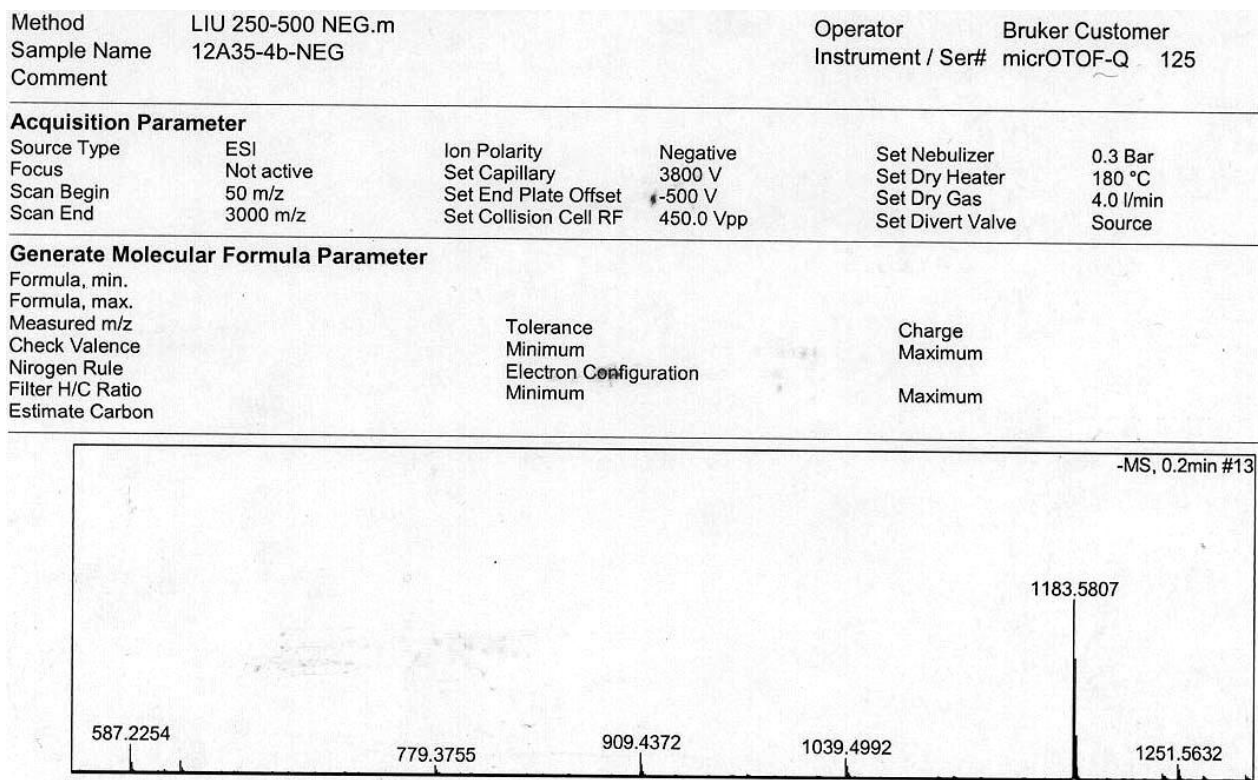 Method LIU 250-500 NEG.m Operator Bruker Customer
Sample Name 12A35-4b-NEG Instrument / Ser# micrOTOF-Q 125
Comment
Acquisition Parameter
Source Type ESI Ion Polarity Negative Set Nebulizer 0.3 Bar
Focus Not active Set Capillary 3800 V Set Dry Heater 180 °C
Scan Begin 50 m/z Set End Plate Offset -500 V Set Dry Gas 4.0 l/min
Scan End 3000 m/z Set Collision Cell RF 450.0 Vpp Set Divert Valve Source
Generate Molecular Formula Parameter
Formula, min.
Formula, max.
Measured m/z Tolerance Charge
Check Valence Minimum Maximum
Nirogen Rule Electron Configuration
Filter H/C Ratio Minimum Maximum
Estimate Carbon
-MS, 0.2min #13
1183.5807
587.2254 779.3755 909.4372 1039.4992 1251.5632